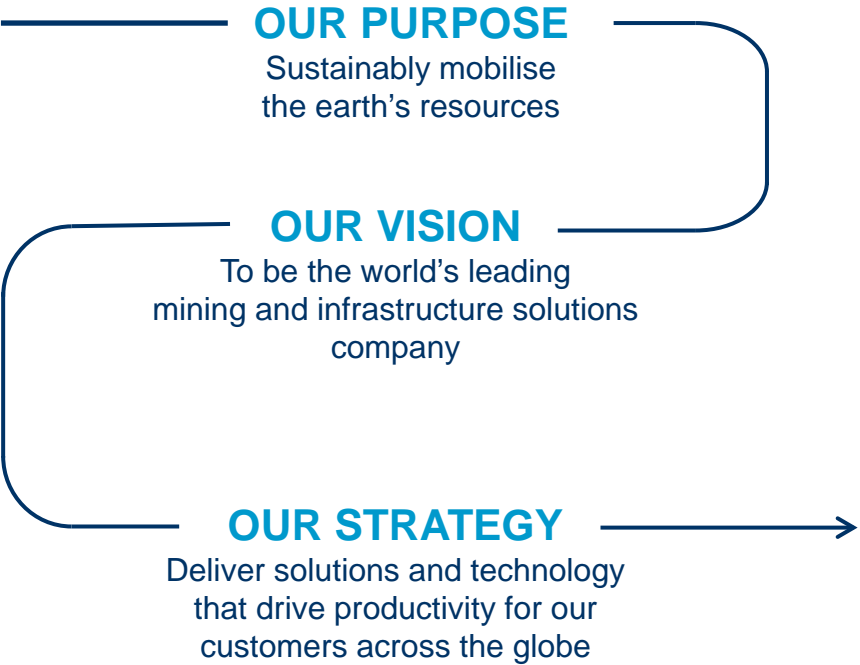 OUR PURPOSE
Sustainably mobilise
the earth's resources
OUR VISION
To be the world's leading
mining and infrastructure solutions
company
OUR STRATEGY
Deliver solutions and technology
that drive productivity for our
customers across the globe